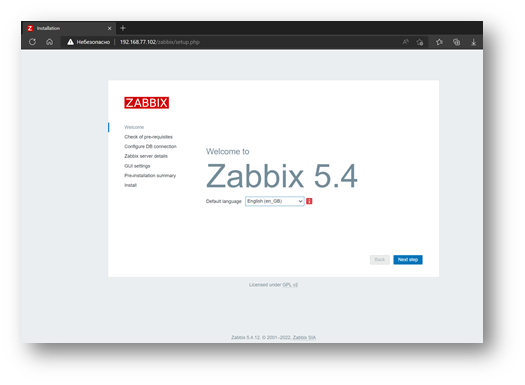 Installation
Небезопасно | 192.168.77.102/zabbix/setup.php
ZABBIX
Welcome
Check of pre-requisites
Configure DB connection
Zabbix server details
GUI settings
Pre-installation summary
Install
Welcome to
Zabbix 5.4
Default language English (en_GB)
Back Next step
Licensed under GPL v2
Zabbix 5.4.12. © 2001–2022, Zabbix SIA